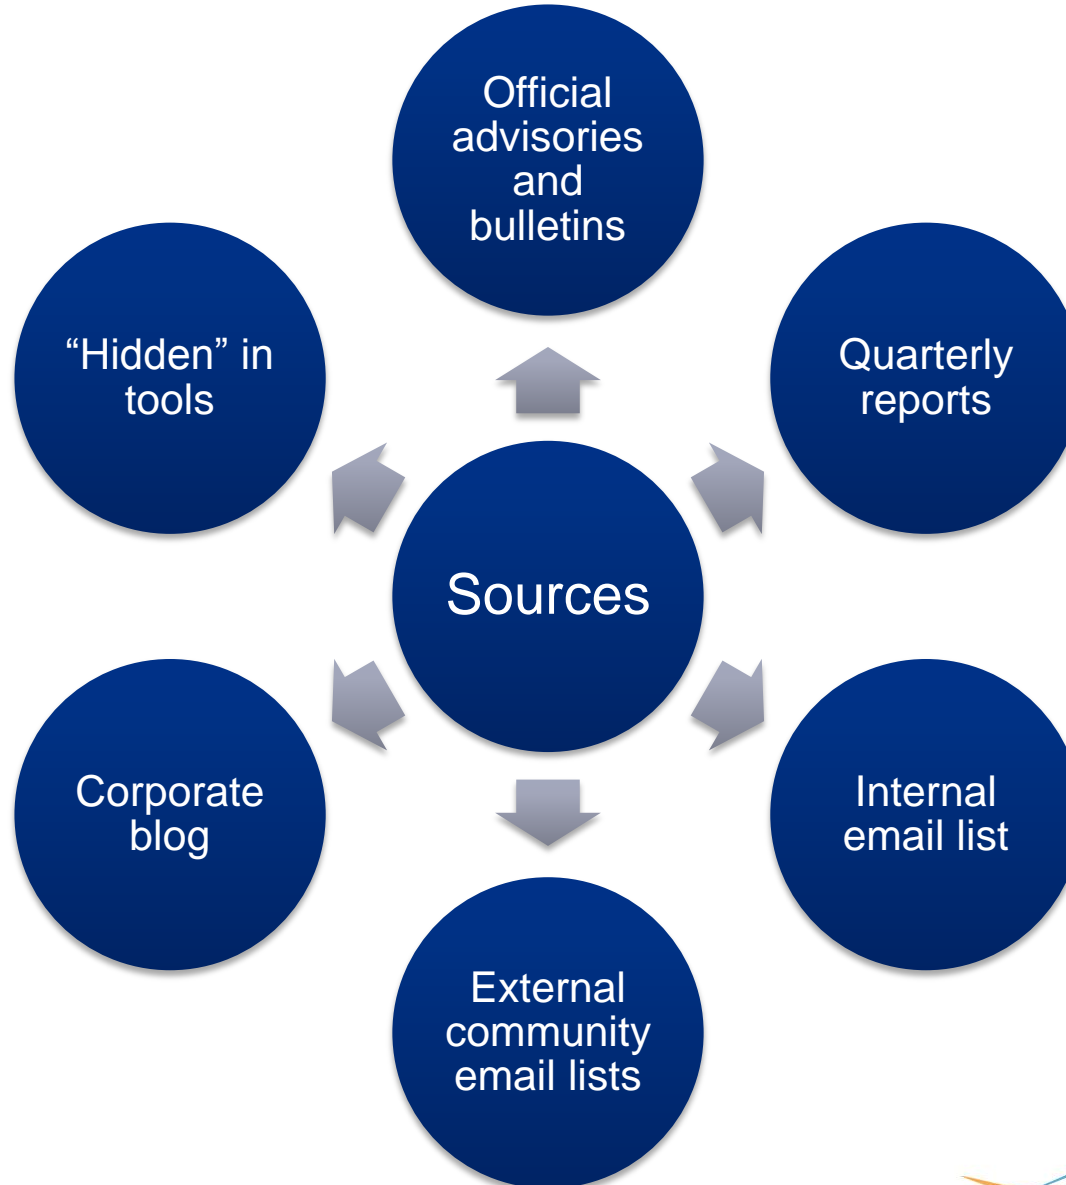 Official
advisories
and
bulletins
“Hidden” in
tools
Quarterly
reports
Sources
Corporate
blog
Internal
email list
External
community
email lists